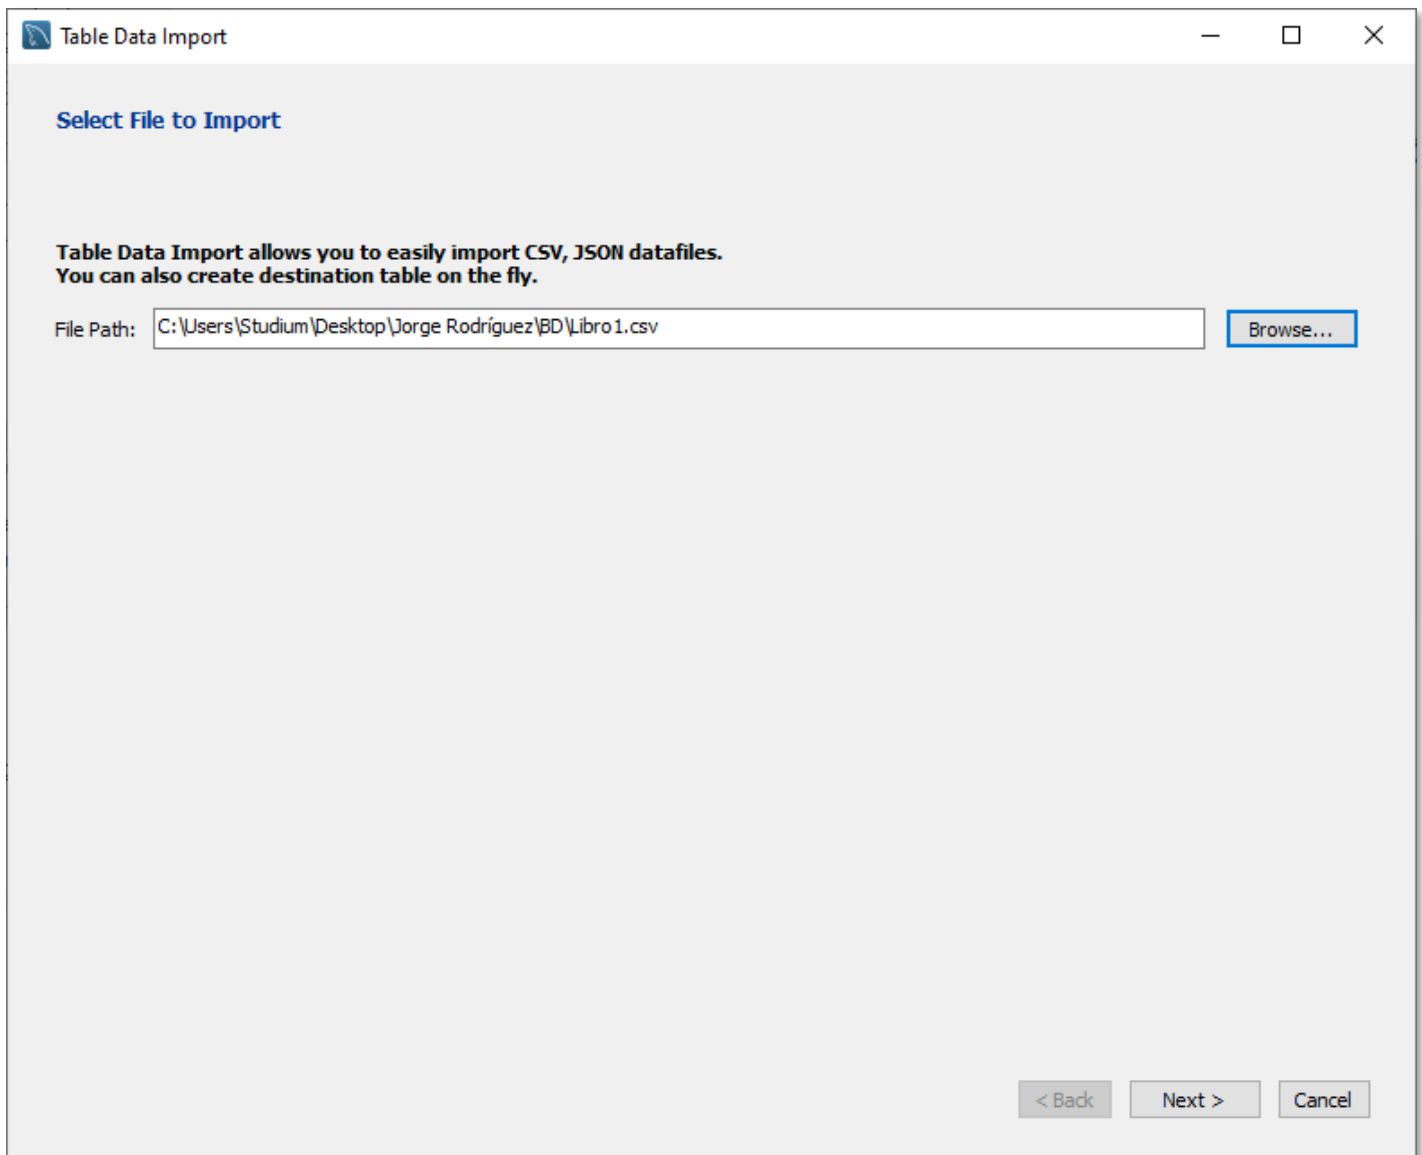 Table Data Import
Select File to Import
Table Data Import allows you to easily import CSV, JSON datafiles.
You can also create destination table on the fly.
File Path: C:\Users\Studium\Desktop\Jorge Rodríguez\BD\Libro1.csv Browse...
< Back Next > Cancel